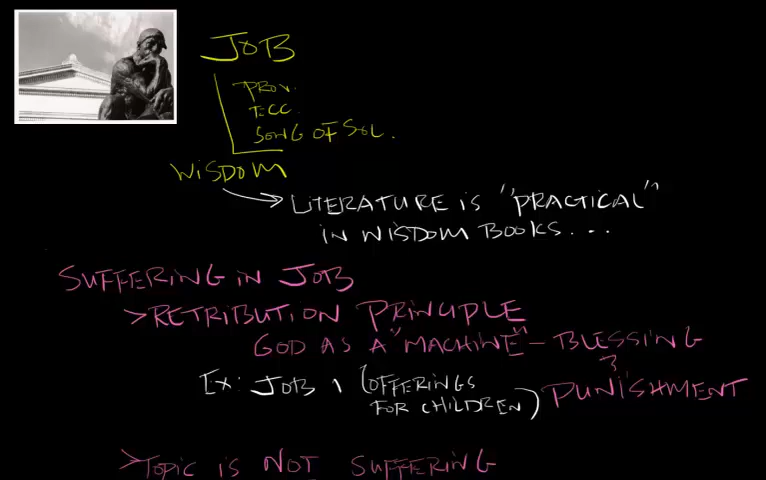 JOB
PROV.
ECC.
SONG OF SOL.
WISDOM
LITERATURE IS "PRACTICAL"
IN WISDOM BOOKS...
SUFFERING IN JOB
>RETRIBUTION PRINCIPLE
GOD AS A "MACHINE" - BLESSING
&
PUNISHMENT
EX: JOB 1 (OFFERINGS
FOR CHILDREN)
>TOPIC IS NOT SUFFERING